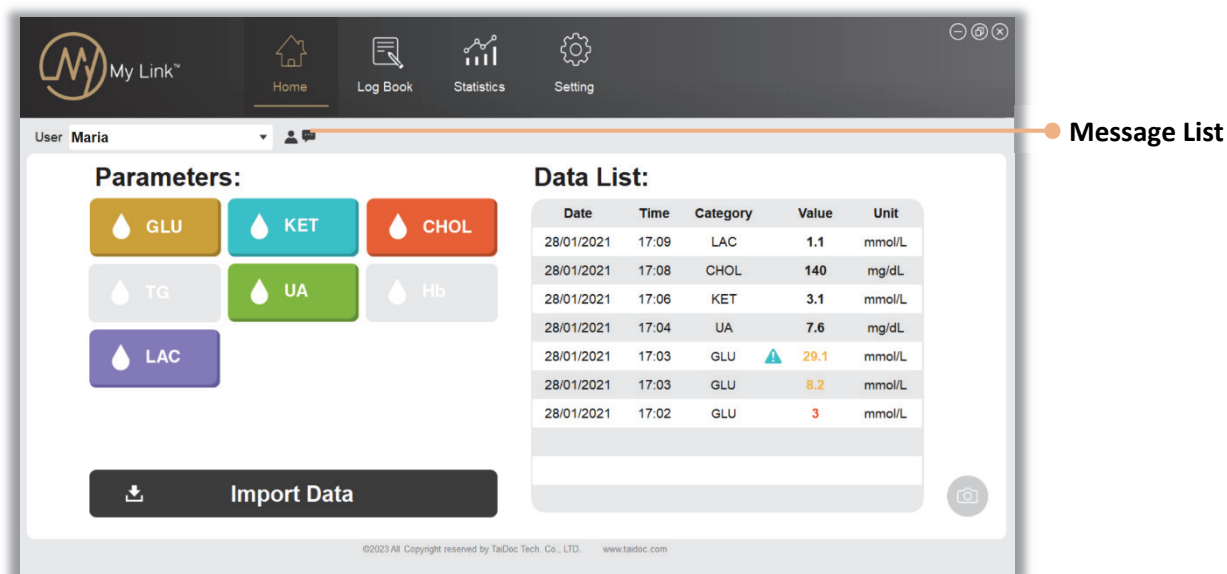 My Link™
Home
Log Book
Statistics
Setting
User Maria
Message List
Parameters:
GLU
KET
CHOL
TG
UA
Hb
LAC
Import Data
Data List:
Date Time Category Value Unit
28/01/2021 17:09 LAC 1.1 mmol/L
28/01/2021 17:08 CHOL 140 mg/dL
28/01/2021 17:06 KET 3.1 mmol/L
28/01/2021 17:04 UA 7.6 mg/dL
28/01/2021 17:03 GLU 29.1 mmol/L
28/01/2021 17:03 GLU 8.2 mmol/L
28/01/2021 17:02 GLU 3 mmol/L
©2023 All Copyright reserved by TaiDoc Tech. Co., LTD. www.taidoc.com